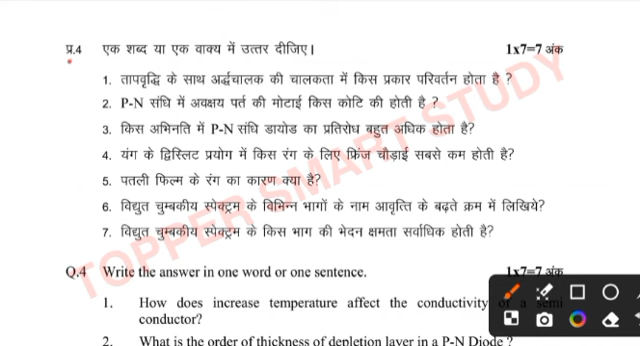 प्र.4 एक शब्द या एक वाक्य में उत्तर दीजिए। 1x7=7 अंक
1. तापवृद्धि के साथ अर्द्धचालक की चालकता में किस प्रकार परिवर्तन होता है ?
2. P-N संधि में अवक्षय पर्त की मोटाई किस कोटि की होती है ?
3. किस अभिनति में P-N संधि डायोड का प्रतिरोध बहुत अधिक होता है?
4. यंग के द्विस्लिट प्रयोग में किस रंग के लिए फ्रिंज चौड़ाई सबसे कम होती है?
5. पतली फिल्म के रंग का कारण क्या है?
6. विद्युत चुम्बकीय स्पेक्ट्रम के विभिन्न भागों के नाम आवृत्ति के बढ़ते क्रम में लिखिये?
7. विद्युत चुम्बकीय स्पेक्ट्रम के किस भाग की भेदन क्षमता सर्वाधिक होती है?
TOPPER SMART STUDY
Q.4 Write the answer in one word or one sentence. 1x7=7 अंक
1. How does increase temperature affect the conductivity of a semi
conductor?
2. What is the order of thickness of depletion layer in a P-N Diode ?